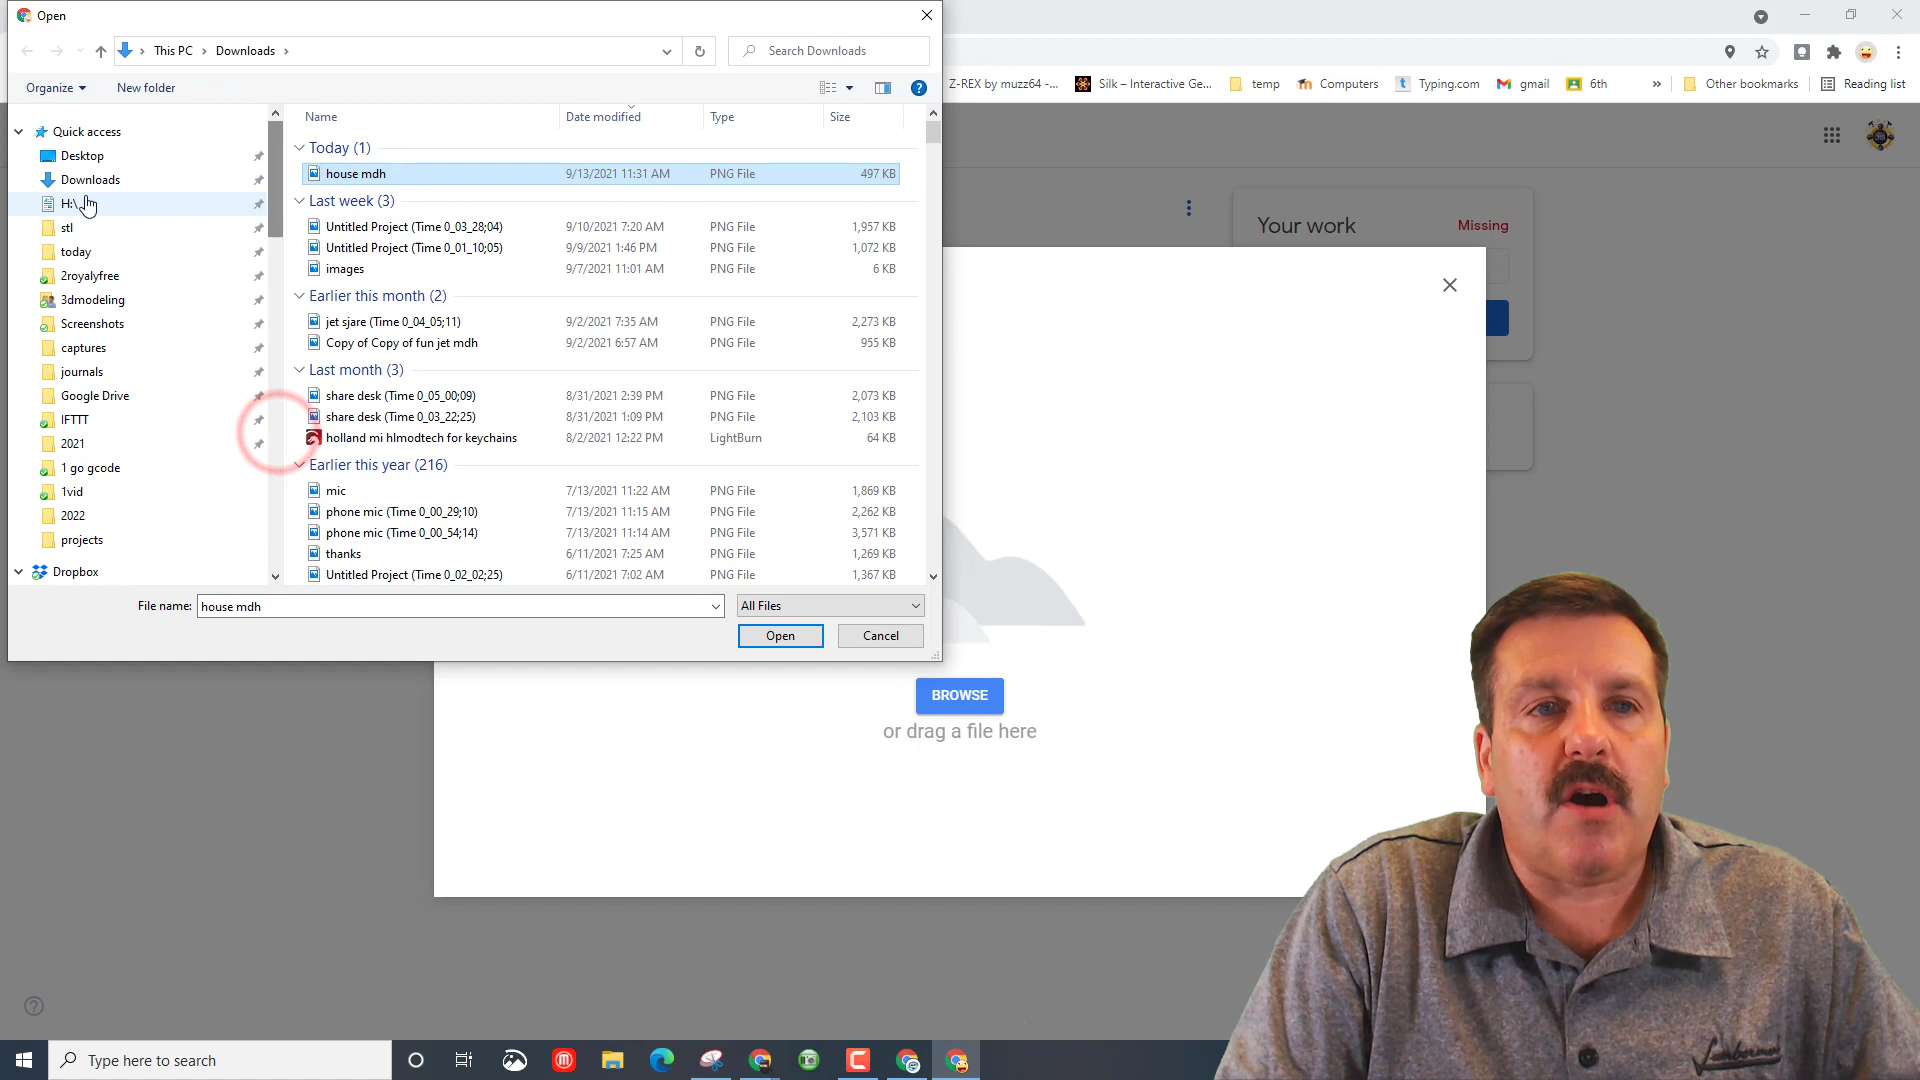 Open
This PC > Downloads >
Search Downloads
Organize
New folder
Z-REX by muzz64 -...
Silk – Interactive Ge...
temp
Computers
Typing.com
gmail
6th
»
Other bookmarks
Reading list
Name
Date modified
Type
Size
Quick access
Desktop
Downloads
H:\
stl
today
2royalyfree
3dmodeling
Screenshots
captures
journals
Google Drive
IFTTT
2021
1 go gcode
1vid
2022
projects
Dropbox
Today (1)
house mdh 9/13/2021 11:31 AM PNG File 497 KB
Last week (3)
Untitled Project (Time 0_03_28;04) 9/10/2021 7:20 AM PNG File 1,957 KB
Untitled Project (Time 0_01_10;05) 9/9/2021 1:46 PM PNG File 1,072 KB
images 9/7/2021 11:01 AM PNG File 6 KB
Earlier this month (2)
jet sjare (Time 0_04_05;11) 9/2/2021 7:35 AM PNG File 2,273 KB
Copy of Copy of fun jet mdh 9/2/2021 6:57 AM PNG File 955 KB
Last month (3)
share desk (Time 0_05_00;09) 8/31/2021 2:39 PM PNG File 2,073 KB
share desk (Time 0_03_22;25) 8/31/2021 1:09 PM PNG File 2,103 KB
holland mi hlmodtech for keychains 8/2/2021 12:22 PM LightBurn 64 KB
Earlier this year (216)
mic 7/13/2021 11:22 AM PNG File 1,869 KB
phone mic (Time 0_00_29;10) 7/13/2021 11:15 AM PNG File 2,262 KB
phone mic (Time 0_00_54;14) 7/13/2021 11:14 AM PNG File 3,571 KB
thanks 6/11/2021 7:25 AM PNG File 1,269 KB
Untitled Project (Time 0_02_02;25) 6/11/2021 7:02 AM PNG File 1,367 KB
File name: house mdh
All Files
Open
Cancel
Your work
Missing
BROWSE
or drag a file here
Type here to search